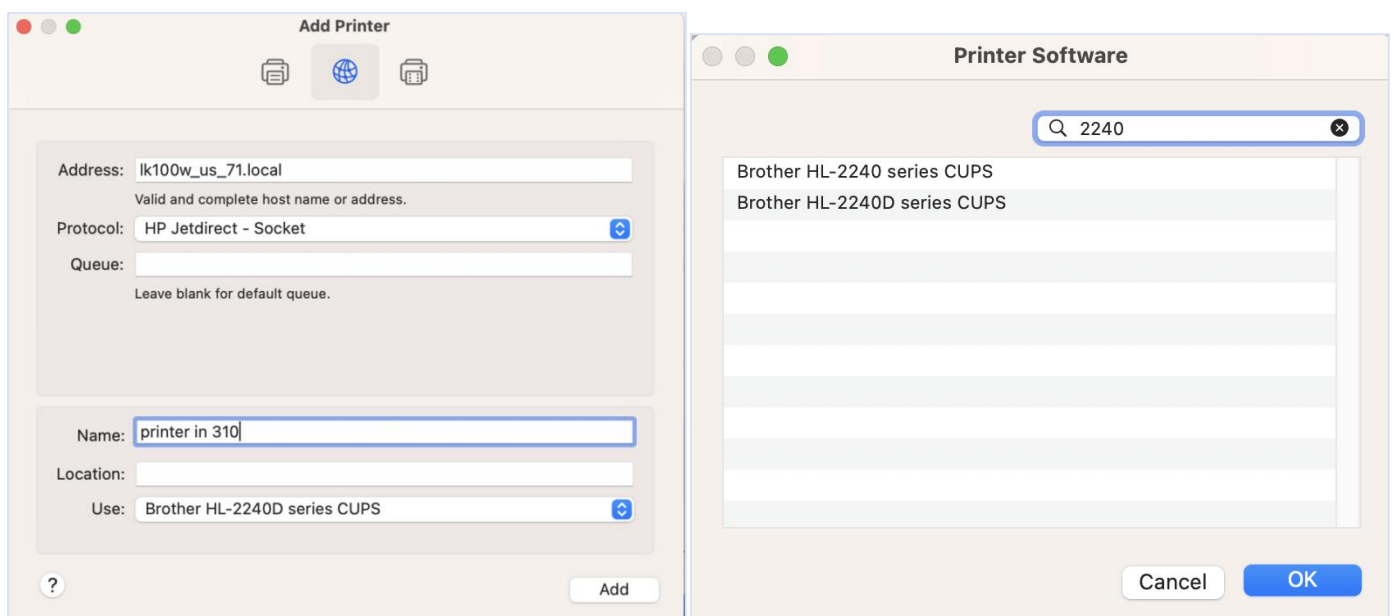 Add Printer
Address: lk100w_us_71.local
Valid and complete host name or address.
Protocol: HP Jetdirect - Socket
Queue:
Leave blank for default queue.
Name: printer in 310
Location:
Use: Brother HL-2240D series CUPS
?
Add
Printer Software
2240
Brother HL-2240 series CUPS
Brother HL-2240D series CUPS
Cancel
OK